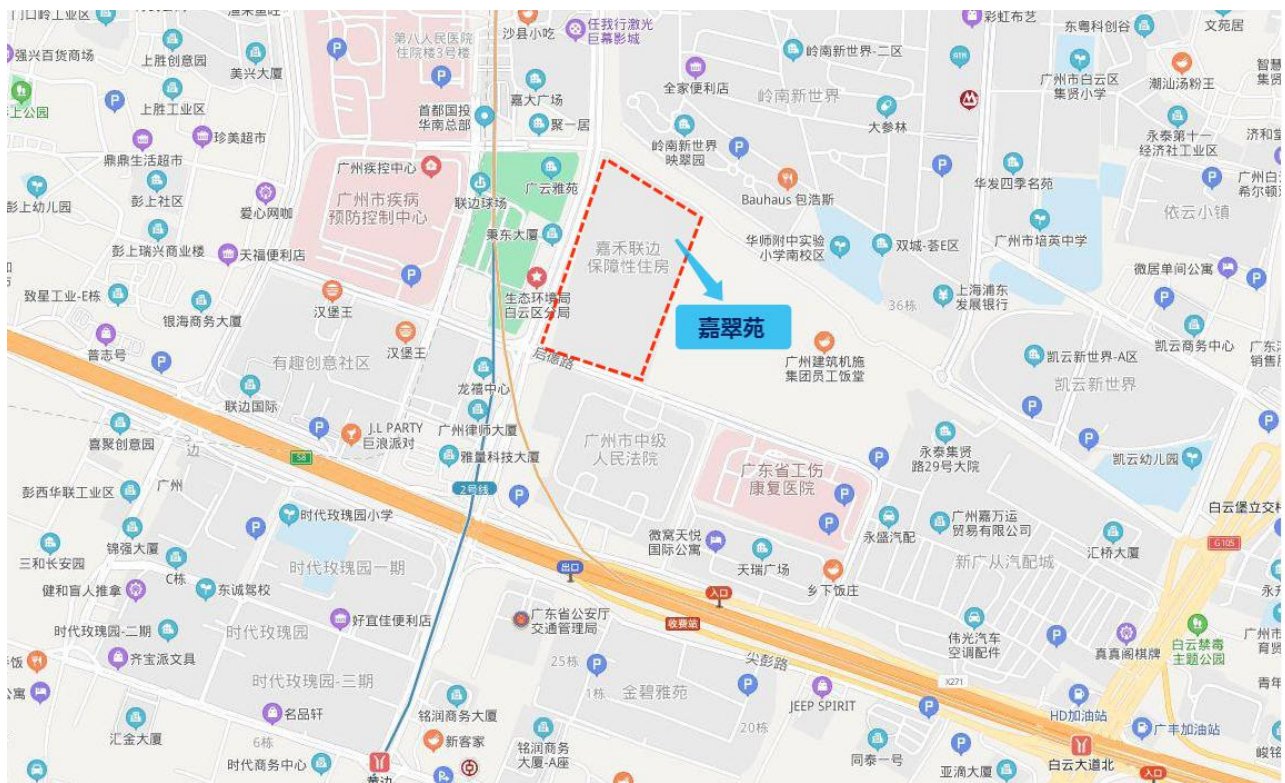 门口岭工业区
上胜创意园
强兴百货商场
美兴大厦
上胜工业区
珍美超市
鼎鼎生活超市
彭上社区
彭上幼儿园
爱心网咖
彭上瑞兴商业楼
天福便利店
致星工业-E栋
银海商务大厦
普志号
第八人民医院
住院楼3号楼
沙县小吃
任我行激光
巨幕影城
首都国投
华南总部
嘉大广场
聚一居
广州疾控中心
广州市疾病
预防控制中心
联边球场
广云雅苑
秉东大厦
生态环境局
白云区分局
汉堡王
汉堡王
有趣创意社区
龙禧中心
联边国际
J.L PARTY
巨浪派对
广州律师大厦
雅量科技大厦
S8
2号线
岭南新世界-二区
全家便利店
岭南新世界
大参林
岭南新世界
映翠园
Bauhaus 包浩斯
嘉禾联边
保障性住房
嘉翠苑
启德路
华师附中实验
小学南校区
双城-荟E区
36栋
上海浦东
发展银行
广州建筑机施
集团员工饭堂
彩虹布艺
东粤科创谷
文苑居
ATM
广州市白云区
集贤小学
潮汕汤粉王
永泰第十一
经济社工业区
华发四季名苑
依云小镇
广州市培英中学
微居单间公寓
凯云新世界-A区
凯云新世界
凯云商务中心
凯云幼儿园
永泰集贤
路29号大院
广州市中级
人民法院
广东省工伤
康复医院
永盛汽配
广州嘉万运
贸易有限公司
新广从汽配城
汇桥大厦
白云堡立交
G105
微窝天悦
国际公寓
天瑞广场
乡下饭庄
出口
入口
收费站
广东省公安厅
交通管理局
喜聚创意园
边
广州
彭西华联工业区
时代玫瑰园小学
三和长安园
锦强大厦
C栋
时代玫瑰园一期
健和盲人推拿
东诚驾校
时代玫瑰园-二期
时代玫瑰园
好宜佳便利店
齐宝派文具
时代玫瑰园-三期
名品轩
汇金大厦
6栋
时代商务中心
黄边
铭润商务大厦
新客家
铭润商务
大厦-A座
25栋
1栋
金碧雅苑
20栋
尖彭路
JEEP SPIRIT
X271
伟光汽车
空调配件
真真阁棋牌
白云禁毒
主题公园
HD加油站
广丰加油站
同泰一号
亚滴大厦
白云大道北
入口